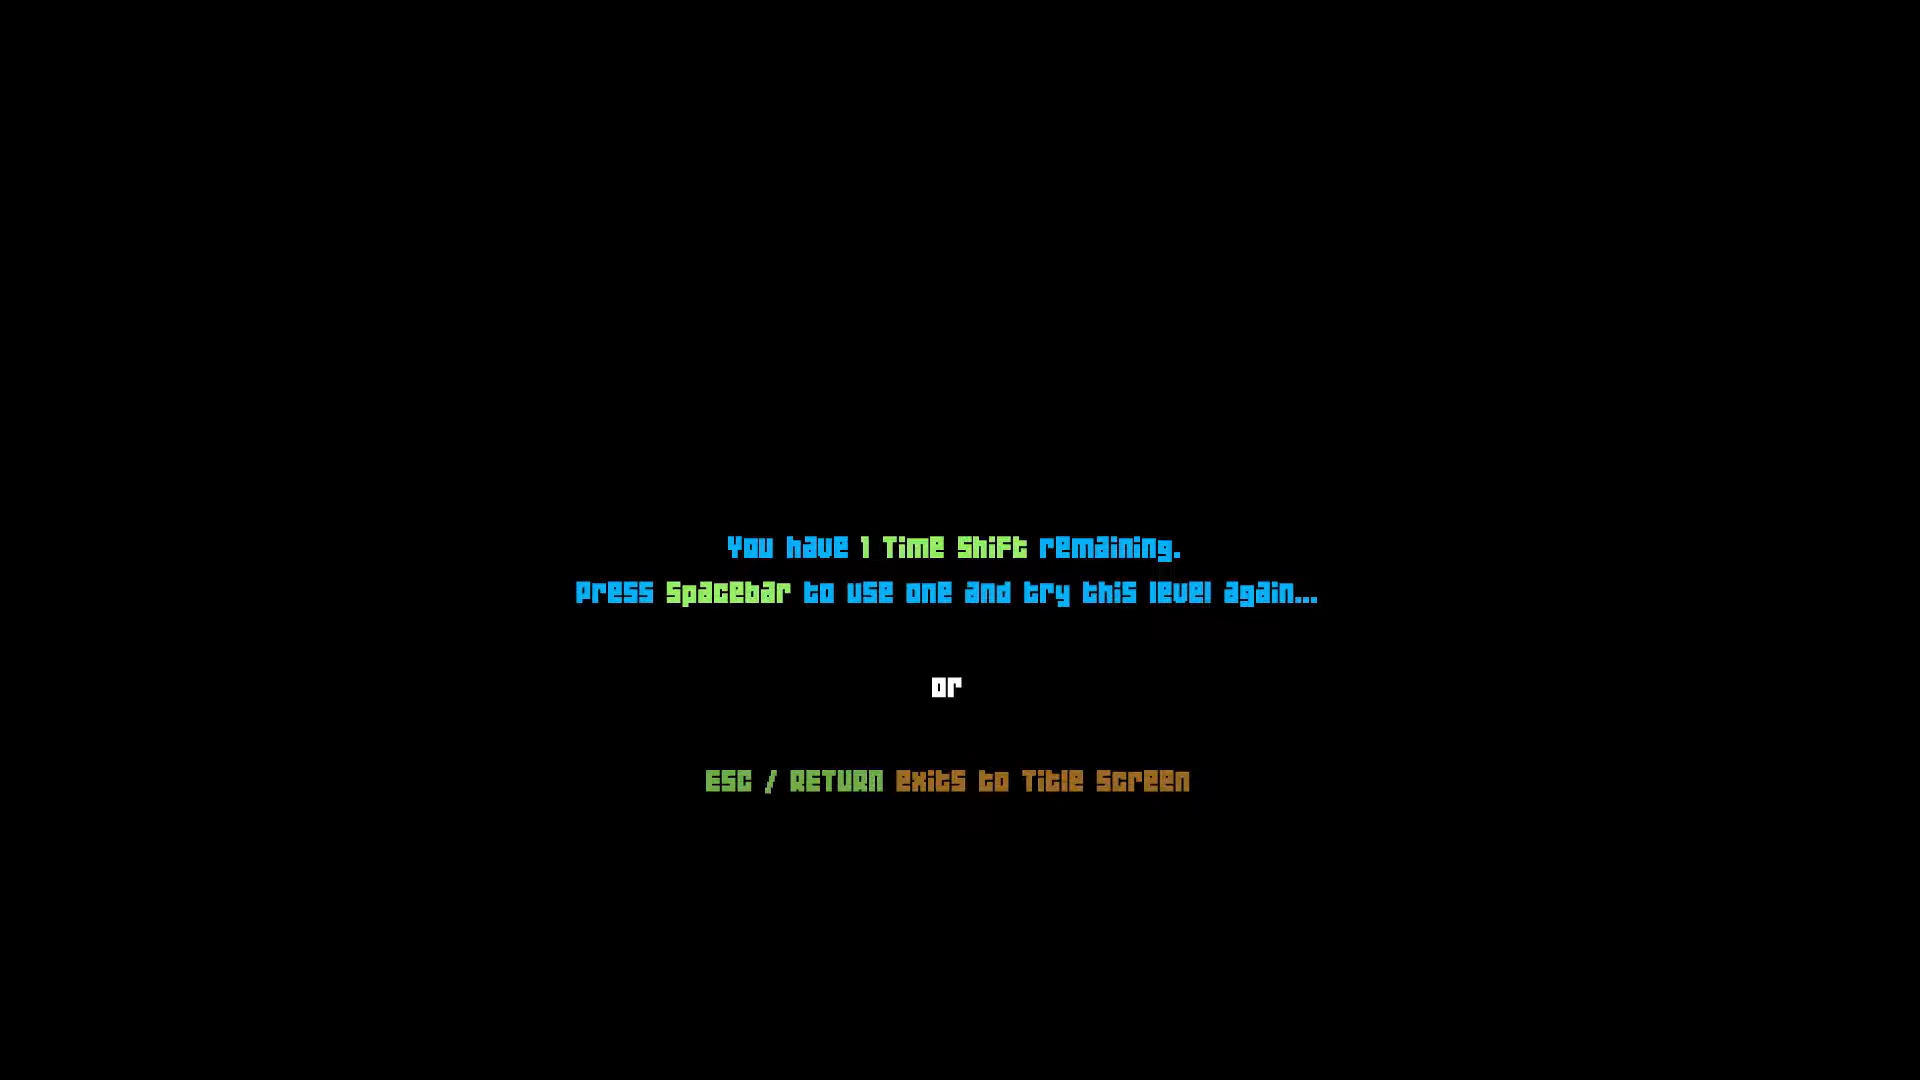 You have 1 Time Shift remaining.
Press Spacebar to use one and try this level again...
or
ESC / RETURN exits to Title Screen